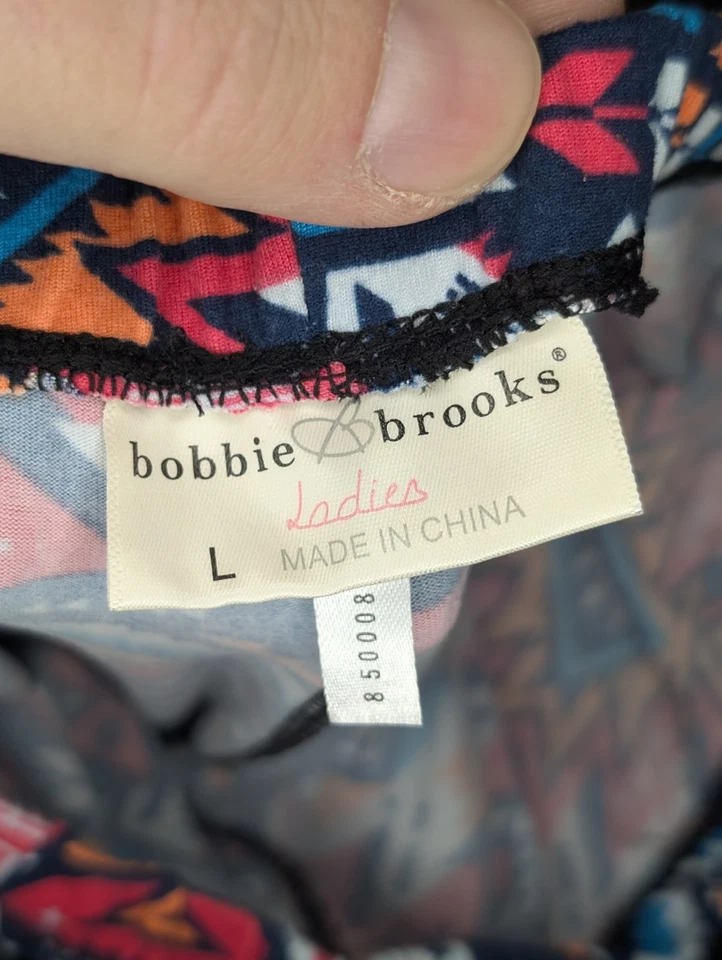 bobbie & brooks®
Ladies
L MADE IN CHINA
850008